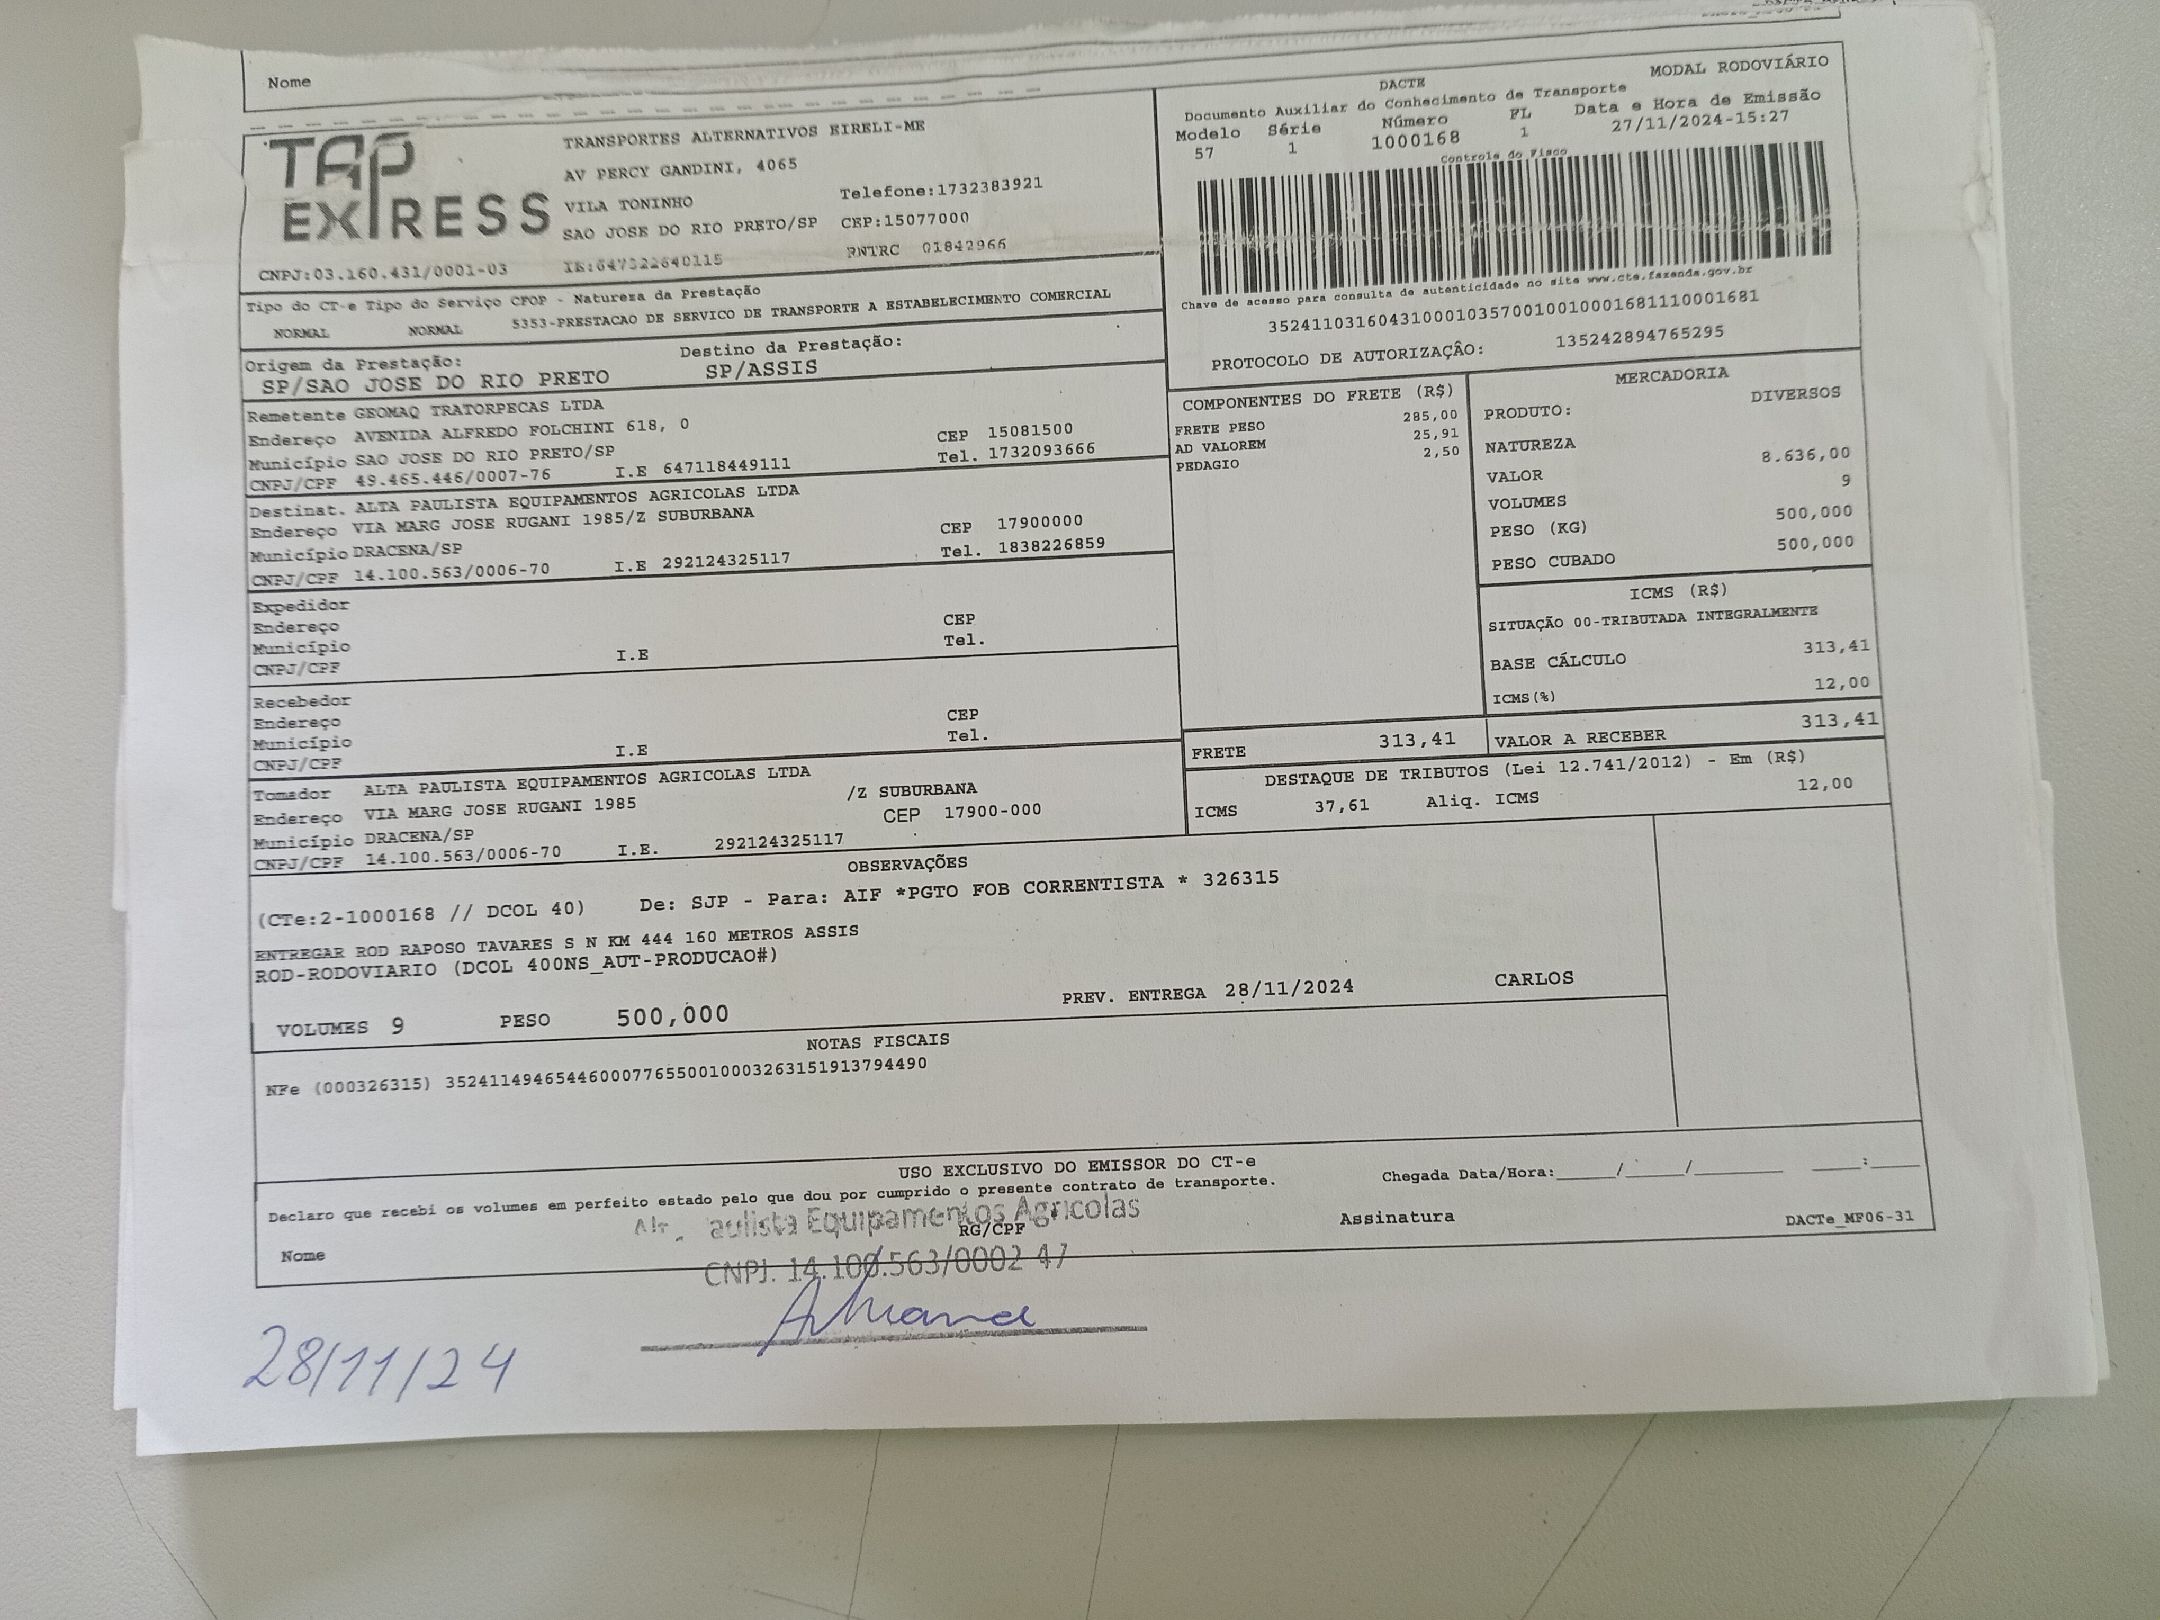 Nome
TAP
EXPRESS
TRANSPORTES ALTERNATIVOS EIRELI-ME
AV PERCY GANDINI, 4065
VILA TONINHO
Telefone:1732383921
SAO JOSE DO RIO PRETO/SP CEP:15077000
CNPJ:03.160.431/0001-03 IE:647322640115 RNTRC 01842966
DACTE
MODAL RODOVIÁRIO
Documento Auxiliar do Conhecimento de Transporte
Modelo Série Número FL Data e Hora de Emissão
57 1 1000168 1 27/11/2024-15:27
Controle do Fisco
Chave de acesso para consulta de autenticidade no site www.cte.fazenda.gov.br
35241103160431000103570010010001681110001681
PROTOCOLO DE AUTORIZAÇÃO: 135242894765295
Tipo do CT-e Tipo do Serviço CFOP - Natureza da Prestação
NORMAL NORMAL 5353-PRESTACAO DE SERVICO DE TRANSPORTE A ESTABELECIMENTO COMERCIAL
Origem da Prestação: Destino da Prestação:
SP/SAO JOSE DO RIO PRETO SP/ASSIS
Remetente GEOMAQ TRATORPECAS LTDA
Endereço AVENIDA ALFREDO FOLCHINI 618, 0 CEP 15081500
Município SAO JOSE DO RIO PRETO/SP Tel. 1732093666
CNPJ/CPF 49.465.446/0007-76 I.E 647118449111
Destinat. ALTA PAULISTA EQUIPAMENTOS AGRICOLAS LTDA
Endereço VIA MARG JOSE RUGANI 1985/Z SUBURBANA CEP 17900000
Município DRACENA/SP Tel. 1838226859
CNPJ/CPF 14.100.563/0006-70 I.E 292124325117
Expedidor
Endereço CEP
Município Tel.
CNPJ/CPF I.E
Recebedor
Endereço CEP
Município Tel.
CNPJ/CPF I.E
Tomador ALTA PAULISTA EQUIPAMENTOS AGRICOLAS LTDA
Endereço VIA MARG JOSE RUGANI 1985 /Z SUBURBANA
Município DRACENA/SP CEP 17900-000
CNPJ/CPF 14.100.563/0006-70 I.E. 292124325117
COMPONENTES DO FRETE (R$)
FRETE PESO 285,00
AD VALOREM 25,91
PEDAGIO 2,50
MERCADORIA
PRODUTO: DIVERSOS
NATUREZA
VALOR 8.636,00
VOLUMES 9
PESO (KG) 500,000
PESO CUBADO 500,000
ICMS (R$)
SITUAÇÃO 00-TRIBUTADA INTEGRALMENTE
BASE CÁLCULO 313,41
ICMS(%) 12,00
FRETE 313,41 VALOR A RECEBER 313,41
DESTAQUE DE TRIBUTOS (Lei 12.741/2012) - Em (R$)
ICMS 37,61 Aliq. ICMS 12,00
OBSERVAÇÕES
(CTe:2-1000168 // DCOL 40) De: SJP - Para: AIF *PGTO FOB CORRENTISTA * 326315
ENTREGAR ROD RAPOSO TAVARES S N KM 444 160 METROS ASSIS
ROD-RODOVIARIO (DCOL 400NS_AUT-PRODUCAO#)
VOLUMES 9 PESO 500,000 PREV. ENTREGA 28/11/2024 CARLOS
NOTAS FISCAIS
NFe (000326315) 35241149465446000776550010003263151913794490
USO EXCLUSIVO DO EMISSOR DO CT-e
Declaro que recebi os volumes em perfeito estado pelo que dou por cumprido o presente contrato de transporte.
Chegada Data/Hora:_____/_____/_______ ____:____
Nome RG/CPF Assinatura DACTe_MF06-31
Equipamentos Agrícolas
CNPJ. 14.100.563/0002 47
28/11/24